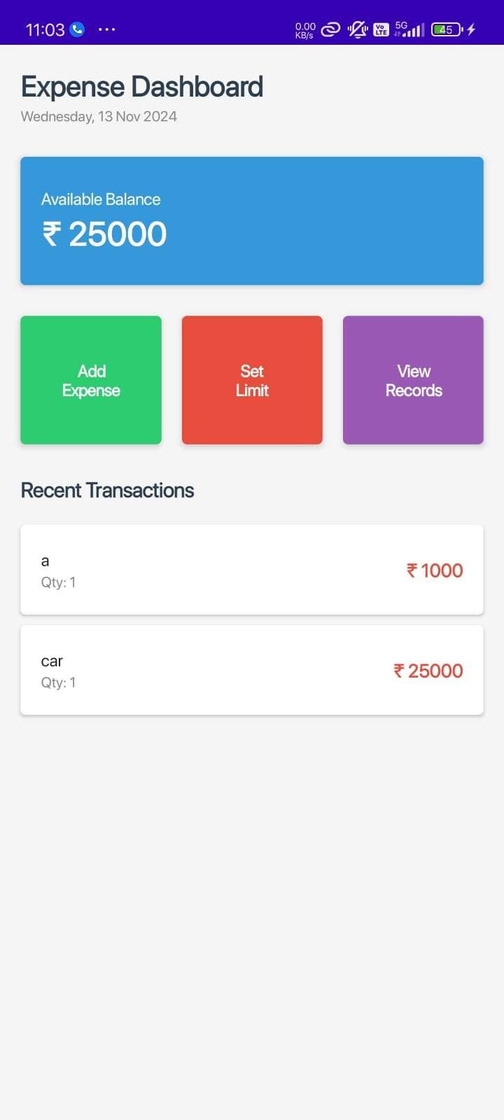 11:03 ... 0.00 KB/s VoLTE 5G 45
Expense Dashboard
Wednesday, 13 Nov 2024
Available Balance
₹ 25000
Add
Expense
Set
Limit
View
Records
Recent Transactions
a
Qty: 1
₹ 1000
car
Qty: 1
₹ 25000